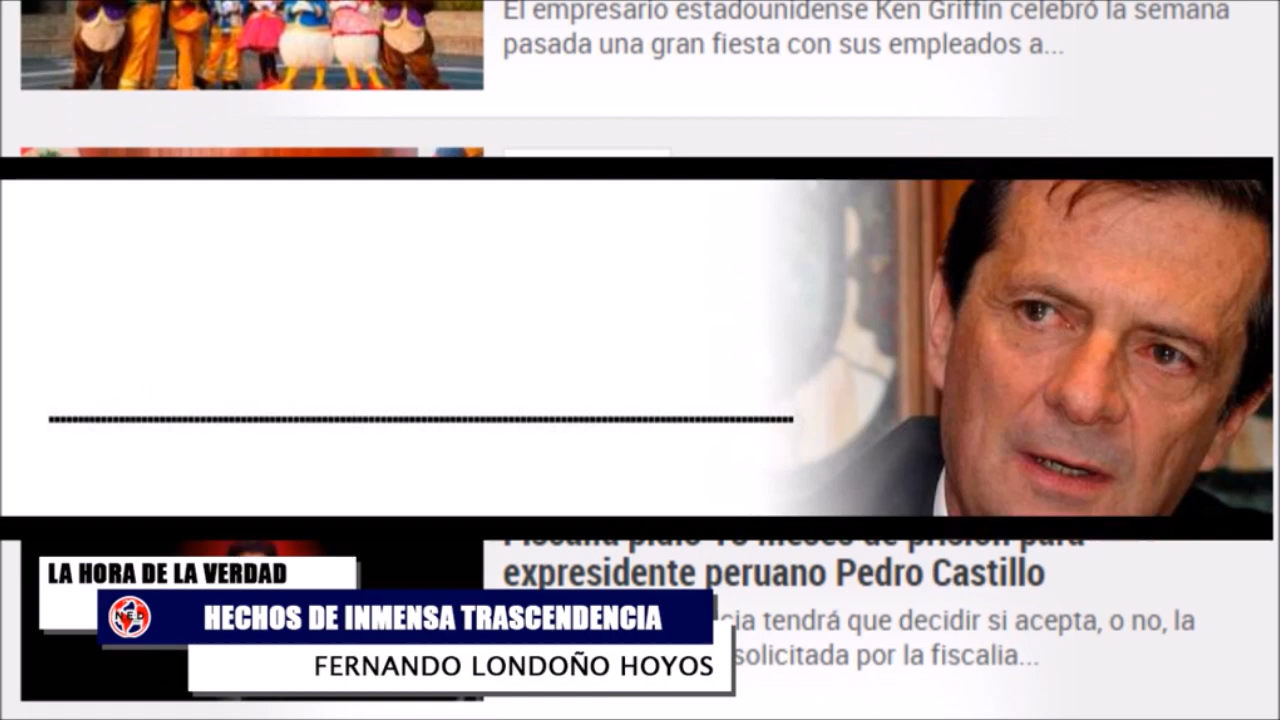 El empresario estadounidense Ken Griffin celebró la semana
pasada una gran fiesta con sus empleados a...
expresidente peruano Pedro Castillo
cia tendrá que decidir si acepta, o no, la
solicitada por la fiscalia...
LA HORA DE LA VERDAD
HECHOS DE INMENSA TRASCENDENCIA
FERNANDO LONDOÑO HOYOS